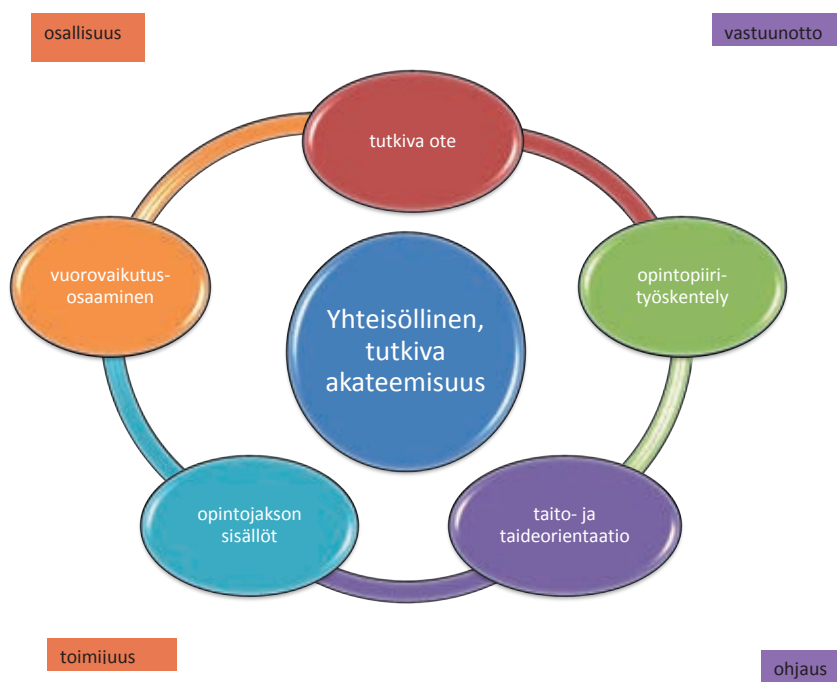 osallisuus
vastuunotto
tutkiva ote
vuorovaikutus-
osaaminen
opintopiiri-
työskentely
Yhteisöllinen,
tutkiva
akateemisuus
opintojakson
sisällöt
taito- ja
taideorientaatio
toimijuus
ohjaus